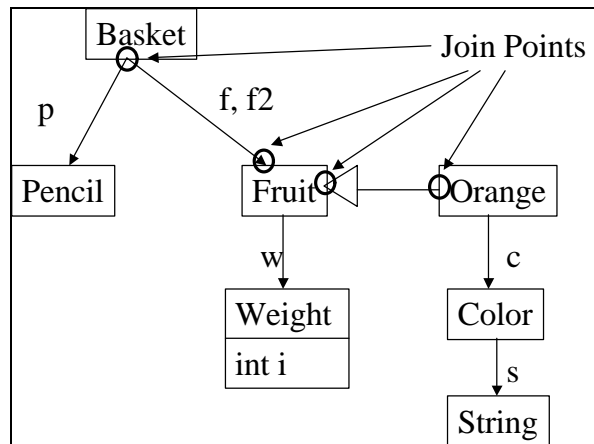 Basket
Join Points
p
f, f2
Pencil
Fruit
Orange
w
c
Weight
Color
int i
s
String